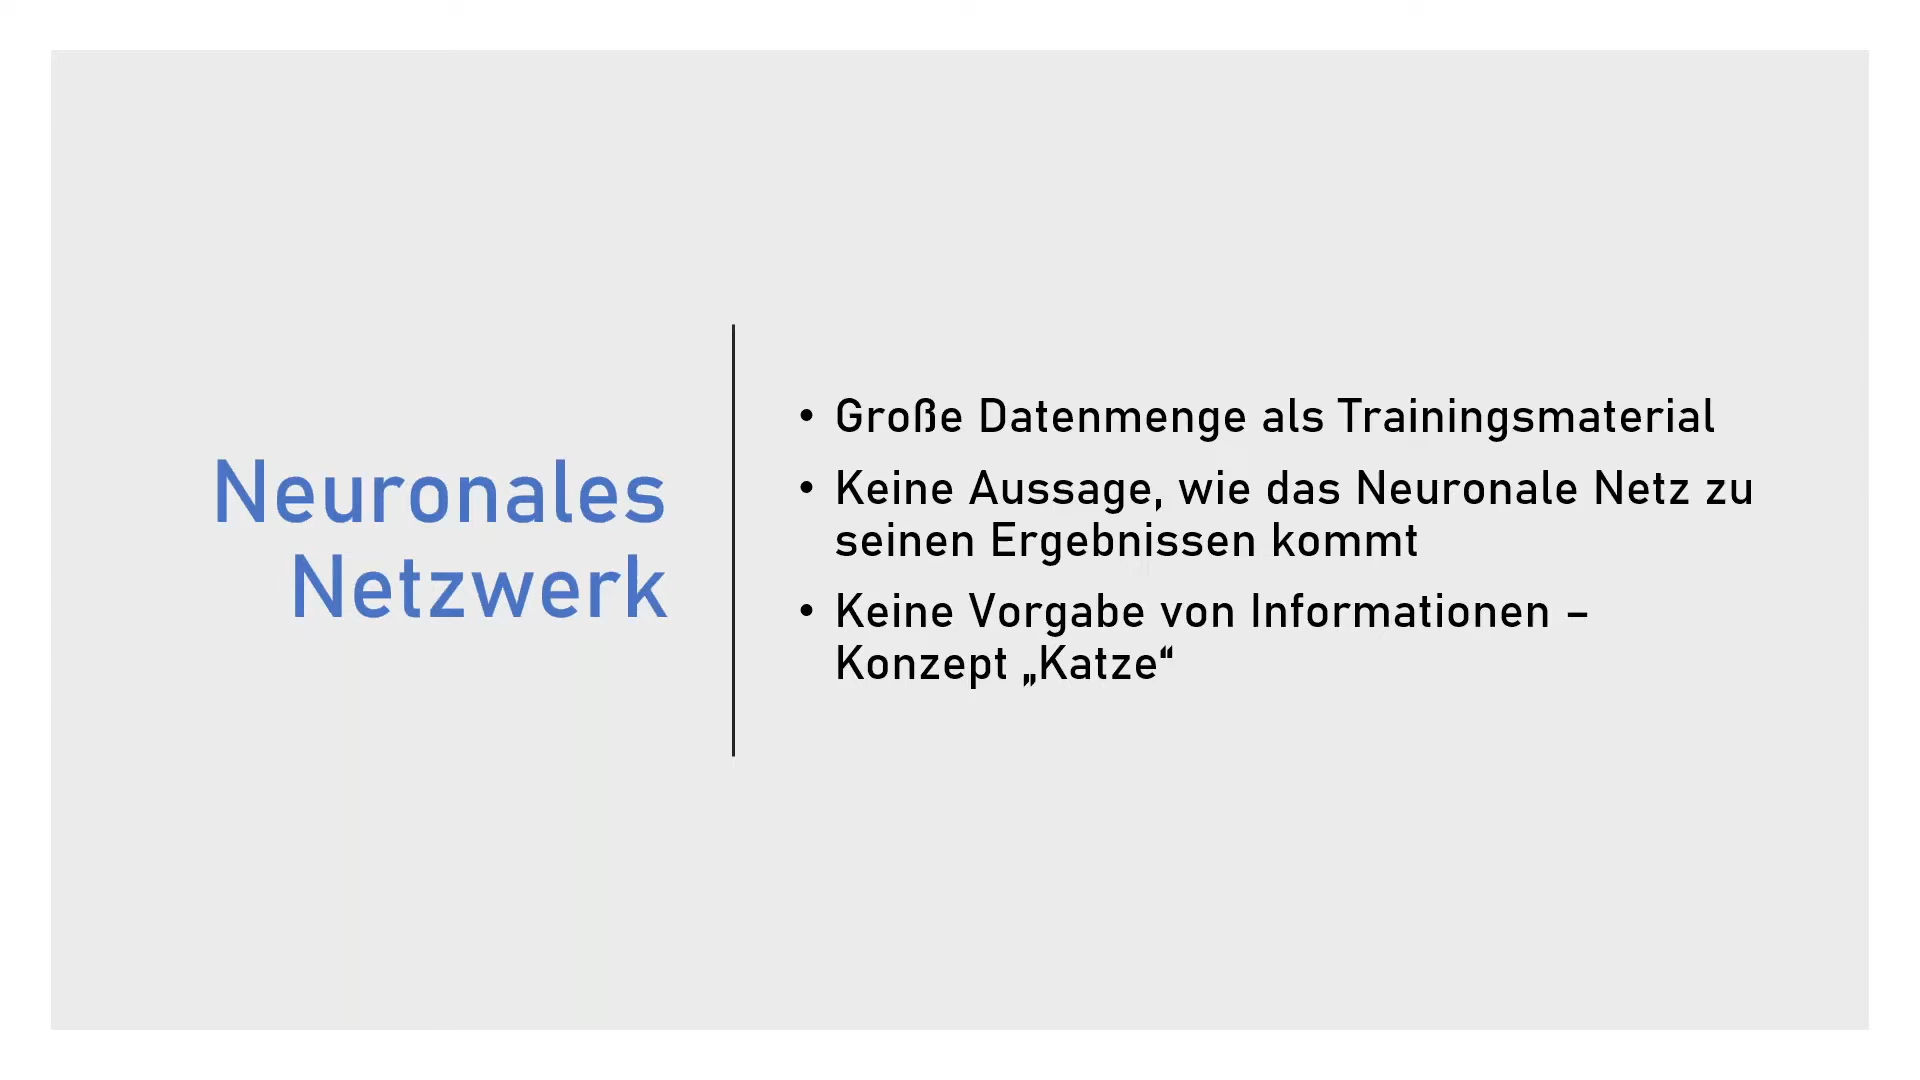 Neuronales
Netzwerk
• Große Datenmenge als Trainingsmaterial
• Keine Aussage, wie das Neuronale Netz zu
seinen Ergebnissen kommt
• Keine Vorgabe von Informationen –
Konzept „Katze“